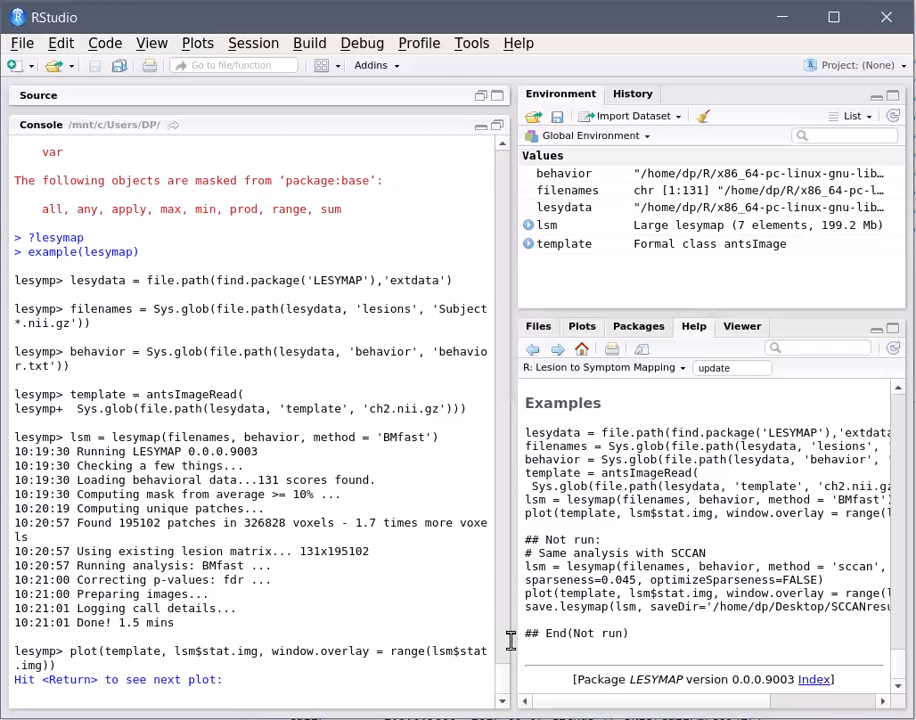 RStudio
File Edit Code View Plots Session Build Debug Profile Tools Help
Go to file/function Addins Project: (None)
Source
Console /mnt/c/Users/DP/
var
The following objects are masked from ‘package:base’:
all, any, apply, max, min, prod, range, sum
> ?lesymap
> example(lesymap)
lesymp> lesydata = file.path(find.package('LESYMAP'),'extdata')
lesymp> filenames = Sys.glob(file.path(lesydata, 'lesions', 'Subject
*.nii.gz'))
lesymp> behavior = Sys.glob(file.path(lesydata, 'behavior', 'behavio
r.txt'))
lesymp> template = antsImageRead(
lesymp+  Sys.glob(file.path(lesydata, 'template', 'ch2.nii.gz')))
lesymp> lsm = lesymap(filenames, behavior, method = 'BMfast')
10:19:30 Running LESYMAP 0.0.0.9003
10:19:30 Checking a few things...
10:19:30 Loading behavioral data...131 scores found.
10:19:30 Computing mask from average >= 10% ...
10:20:19 Computing unique patches...
10:20:57 Found 195102 patches in 326828 voxels - 1.7 times more voxe
ls
10:20:57 Using existing lesion matrix... 131x195102
10:20:57 Running analysis: BMfast ...
10:21:00 Correcting p-values: fdr ...
10:21:00 Preparing images...
10:21:01 Logging call details...
10:21:01 Done! 1.5 mins
lesymp> plot(template, lsm$stat.img, window.overlay = range(lsm$stat
.img))
Hit <Return> to see next plot:
Environment History
Import Dataset List
Global Environment
Values
behavior "/home/dp/R/x86_64-pc-linux-gnu-lib…
filenames chr [1:131] "/home/dp/R/x86_64-pc-l…
lesydata "/home/dp/R/x86_64-pc-linux-gnu-lib…
lsm Large lesymap (7 elements, 199.2 Mb)
template Formal class antsImage
Files Plots Packages Help Viewer
R: Lesion to Symptom Mapping update
Examples
lesydata = file.path(find.package('LESYMAP'),'extdata
filenames = Sys.glob(file.path(lesydata, 'lesions',
behavior = Sys.glob(file.path(lesydata, 'behavior',
template = antsImageRead(
Sys.glob(file.path(lesydata, 'template', 'ch2.nii.gz
lsm = lesymap(filenames, behavior, method = 'BMfast')
plot(template, lsm$stat.img, window.overlay = range(l
## Not run:
# Same analysis with SCCAN
lsm = lesymap(filenames, behavior, method = 'sccan',
sparseness=0.045, optimizeSparseness=FALSE)
plot(template, lsm$stat.img, window.overlay = range(l
save.lesymap(lsm, saveDir='/home/dp/Desktop/SCCANresu
## End(Not run)
[Package LESYMAP version 0.0.0.9003 Index]